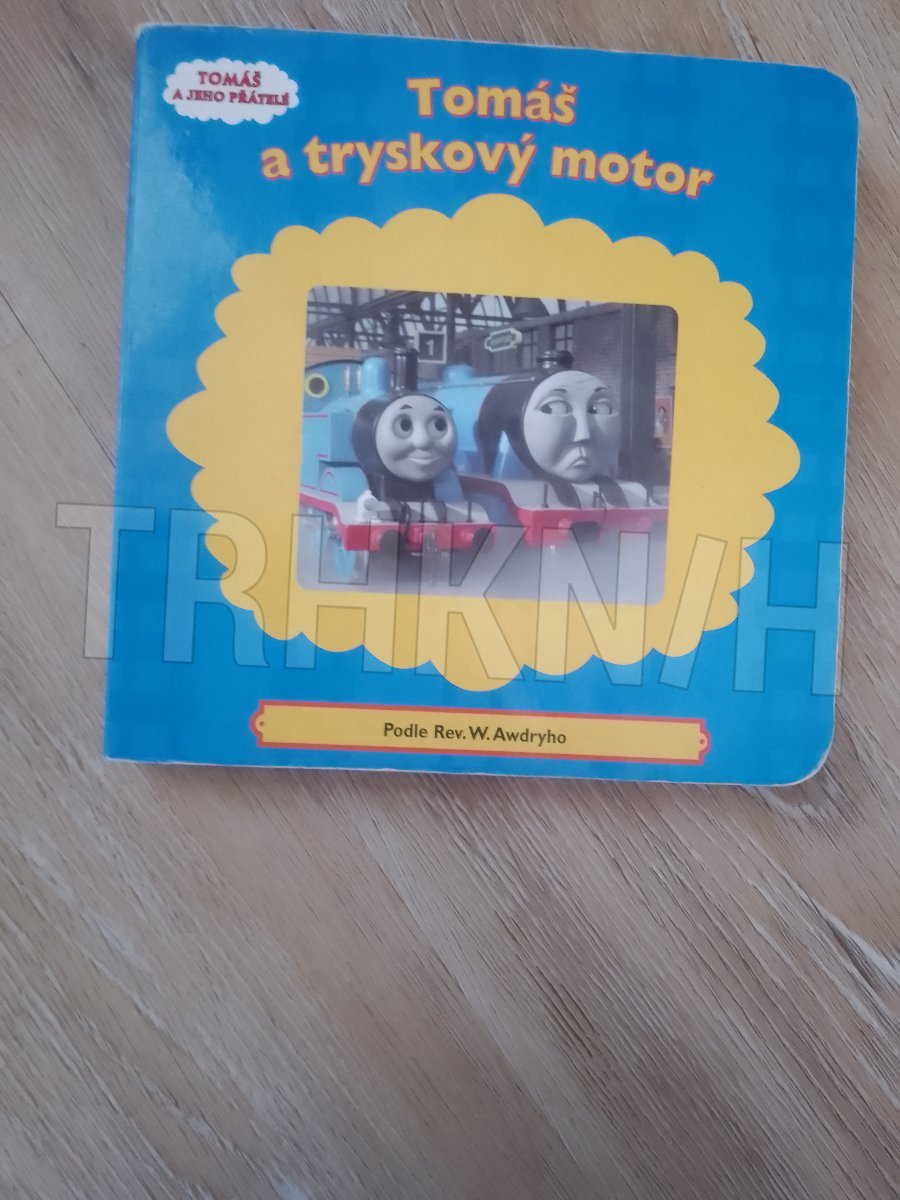 TOMÁŠ
A JEHO PŘÁTELÉ
Tomáš
a tryskový motor
1
Podle Rev. W. Awdryho
TRHKNIH